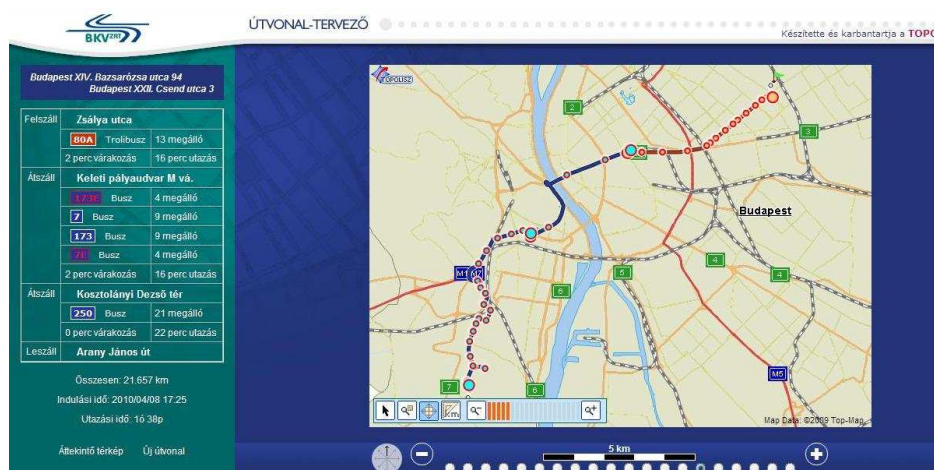 BKV ZRT
ÚTVONAL-TERVEZŐ
Készítette és karbantartja a TOPO
Budapest XIV. Bazsarózsa utca 94
Budapest XXII. Csend utca 3
Felszáll Zsálya utca
80A Trolibusz 13 megálló
2 perc várakozás 16 perc utazás
Átszáll Keleti pályaudvar M vá.
173E Busz 4 megálló
7 Busz 9 megálló
173 Busz 9 megálló
7E Busz 4 megálló
2 perc várakozás 16 perc utazás
Átszáll Kosztolányi Dezső tér
250 Busz 21 megálló
0 perc várakozás 22 perc utazás
Leszáll Arany János út
Összesen: 21.657 km
Indulási idő: 2010/04/08 17:25
Utazási idő: 1ó 38p
Áttekintő térkép Új útvonal
TOPOLISZ
2
3
Budapest
4
4
5
M1 M7
6
M5
7
6
km
Map Data: ©2009 Top-Map
5 km